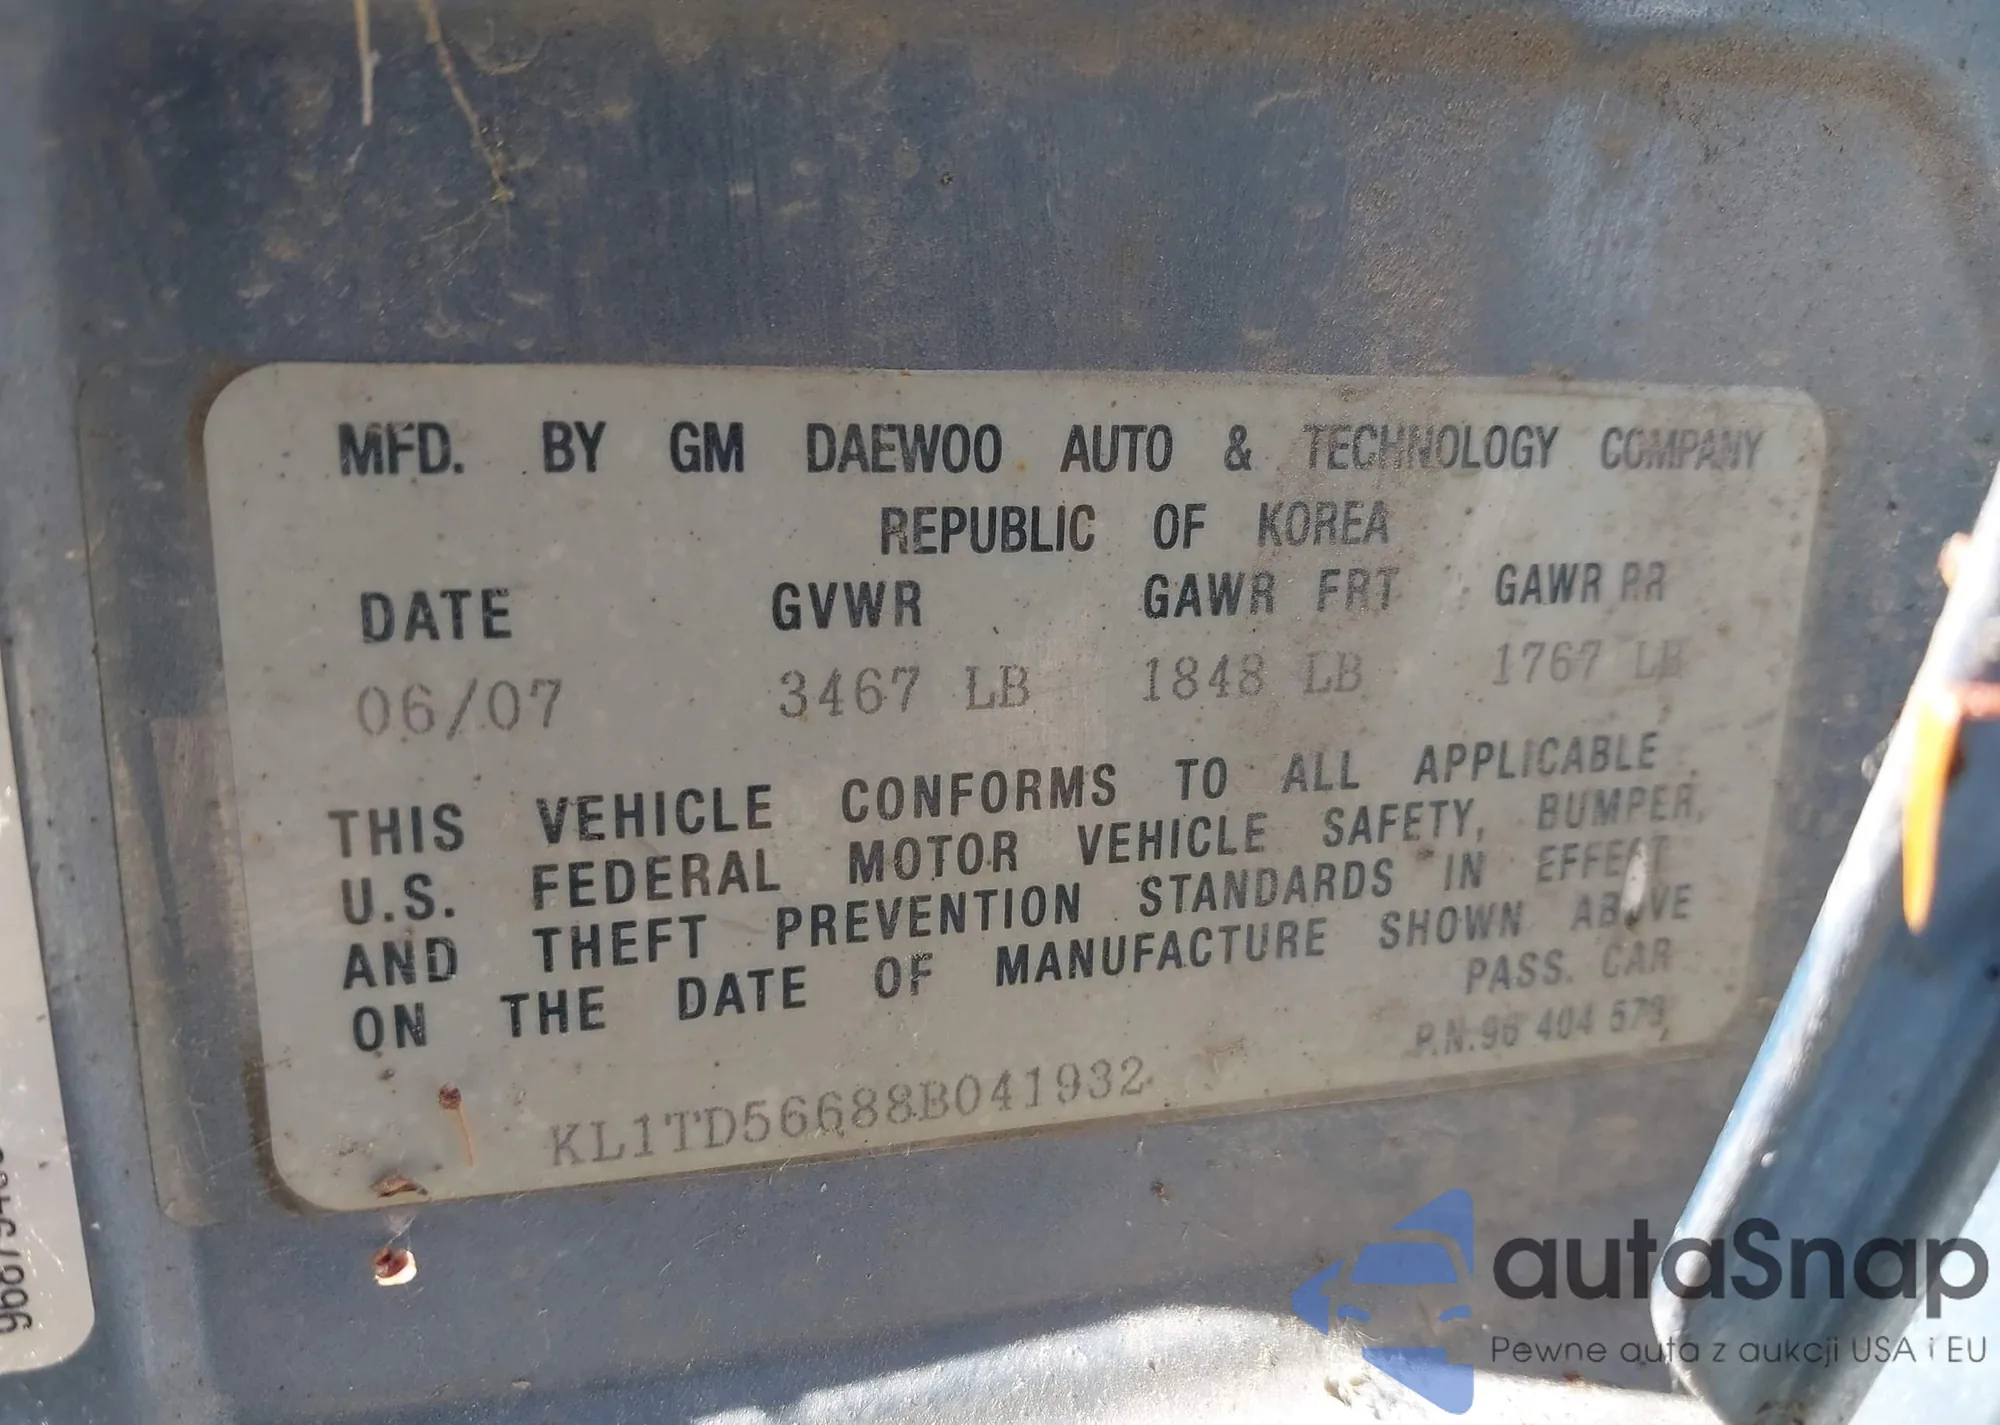 MFD. BY GM DAEWOO AUTO & TECHNOLOGY COMPANY
REPUBLIC OF KOREA
DATE GVWR GAWR FRT GAWR RR
06/07 3467 LB 1848 LB 1767 LB
THIS VEHICLE CONFORMS TO ALL APPLICABLE
U.S. FEDERAL MOTOR VEHICLE SAFETY, BUMPER,
AND THEFT PREVENTION STANDARDS IN EFFECT
ON THE DATE OF MANUFACTURE SHOWN ABOVE
PASS. CAR
P.N.96 404 573
KL1TD56688B041932
autaSnap
Pewne auta z aukcji USA i EU